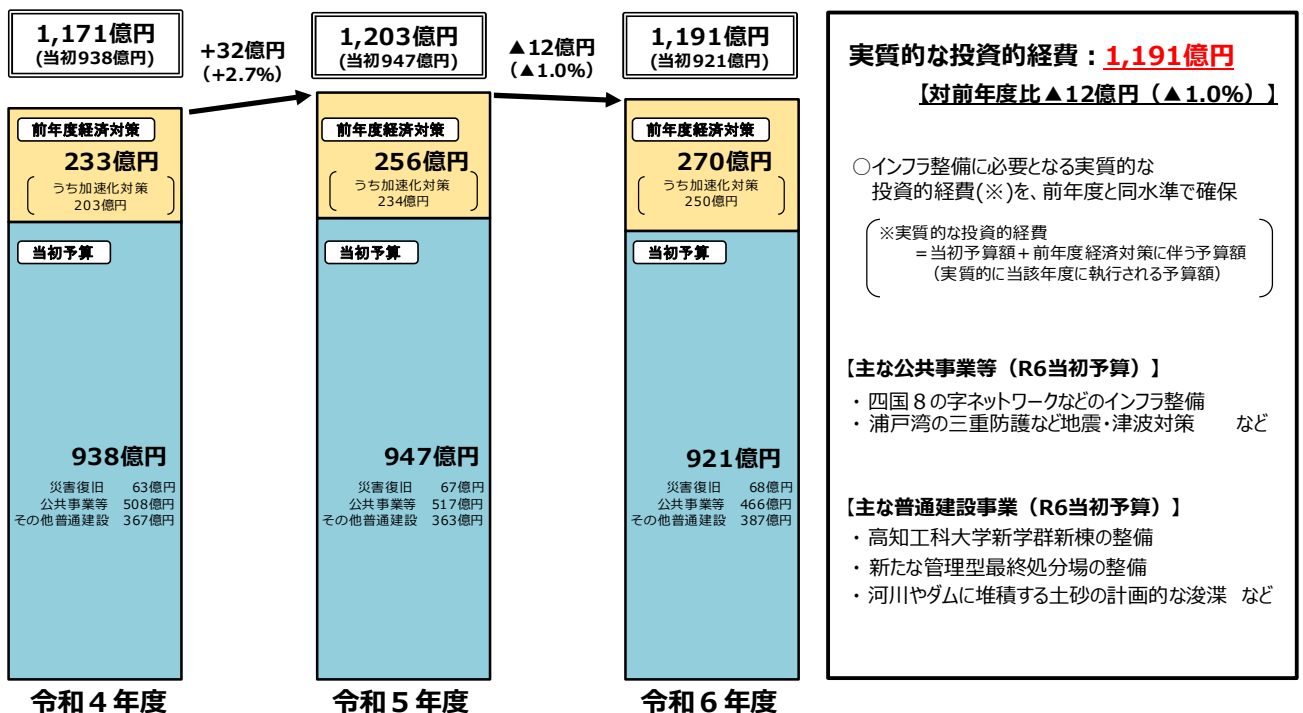 1,171億円
(当初938億円)
+32億円
(+2.7%)
1,203億円
(当初947億円)
▲12億円
(▲1.0%)
1,191億円
(当初921億円)
前年度経済対策
233億円
うち加速化対策
203億円
当初予算
938億円
災害復旧 63億円
公共事業等 508億円
その他普通建設 367億円
令和4年度
前年度経済対策
256億円
うち加速化対策
234億円
当初予算
947億円
災害復旧 67億円
公共事業等 517億円
その他普通建設 363億円
令和5年度
前年度経済対策
270億円
うち加速化対策
250億円
当初予算
921億円
災害復旧 68億円
公共事業等 466億円
その他普通建設 387億円
令和6年度
実質的な投資的経費：1,191億円
【対前年度比▲12億円（▲1.0%）】
○インフラ整備に必要となる実質的な
投資的経費(※)を、前年度と同水準で確保
※実質的な投資的経費
＝当初予算額＋前年度経済対策に伴う予算額
（実質的に当該年度に執行される予算額）
【主な公共事業等（R6当初予算）】
・四国８の字ネットワークなどのインフラ整備
・浦戸湾の三重防護など地震・津波対策 など
【主な普通建設事業（R6当初予算）】
・高知工科大学新学群新棟の整備
・新たな管理型最終処分場の整備
・河川やダムに堆積する土砂の計画的な浚渫 など